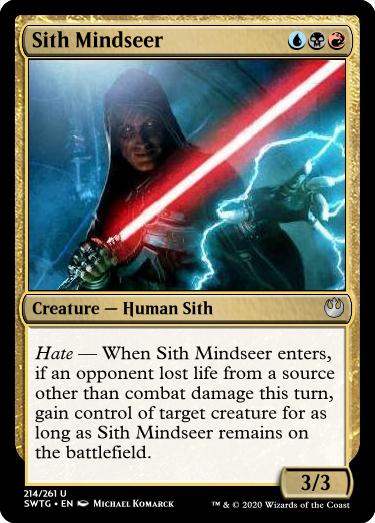 Sith Mindseer
Creature — Human Sith
Hate — When Sith Mindseer enters,
if an opponent lost life from a source
other than combat damage this turn,
gain control of target creature for as
long as Sith Mindseer remains on
the battlefield.
3/3
214/261 U
SWTG • EN Michael Komarck
™ & © 2020 Wizards of the Coast